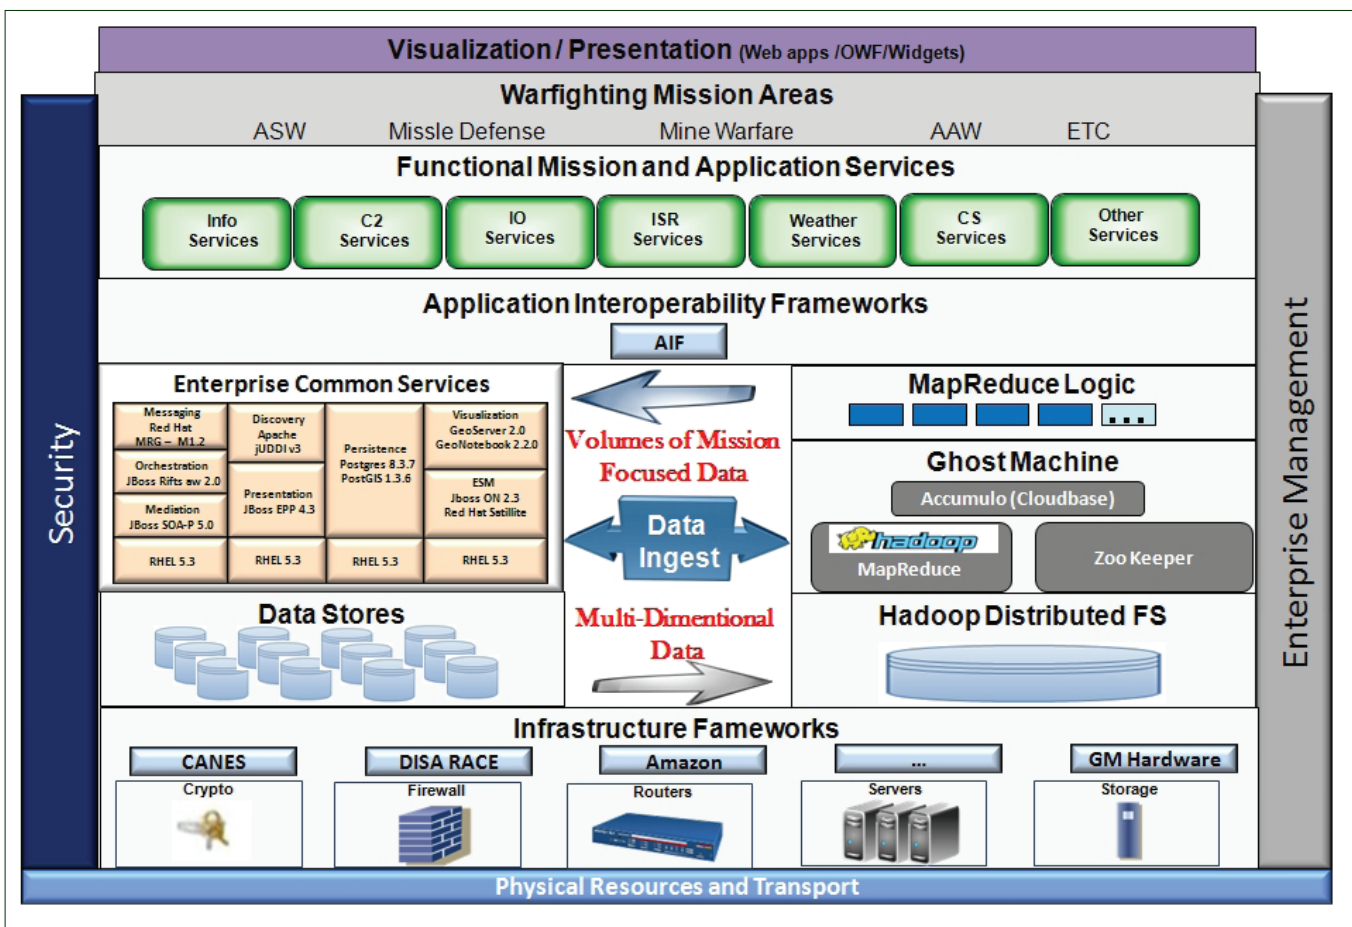 Visualization / Presentation (Web apps /OWF/Widgets)
Warfighting Mission Areas
ASW Missle Defense Mine Warfare AAW ETC
Functional Mission and Application Services
Info
Services
C2
Services
IO
Services
ISR
Services
Weather
Services
CS
Services
Other
Services
Application Interoperability Frameworks
AIF
Security
Enterprise Common Services
Messaging
Red Hat
MRG – M1.2
Orchestration
JBoss Rifts aw 2.0
Mediation
JBoss SOA-P 5.0
RHEL 5.3
Discovery
Apache
jUDDI v3
Presentation
JBoss EPP 4.3
RHEL 5.3
Persistence
Postgres 8.3.7
PostGIS 1.3.6
RHEL 5.3
Visualization
GeoServer 2.0
GeoNotebook 2.2.0
ESM
Jboss ON 2.3
Red Hat Satillite
RHEL 5.3
Data Stores
Volumes of Mission
Focused Data
Data
Ingest
Multi-Dimentional
Data
MapReduce Logic
...
Ghost Machine
Accumulo (Cloudbase)
hadoop
MapReduce
Zoo Keeper
Hadoop Distributed FS
Enterprise Management
Infrastructure Fameworks
CANES
Crypto
DISA RACE
Firewall
Amazon
Routers
...
Servers
GM Hardware
Storage
Physical Resources and Transport